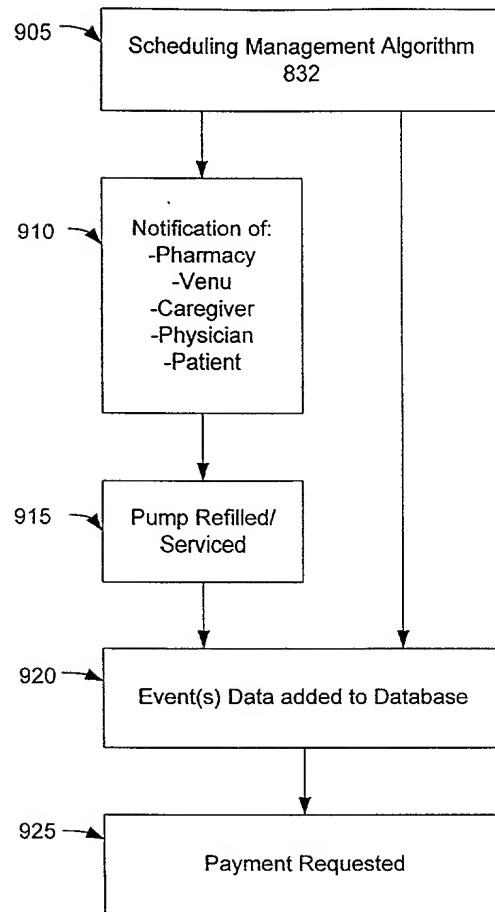 905
Scheduling Management Algorithm
832
910
Notification of:
-Pharmacy
-Venu
-Caregiver
-Physician
-Patient
915
Pump Refilled/
Serviced
920
Event(s) Data added to Database
925
Payment Requested